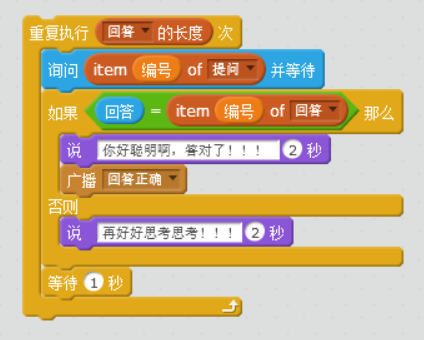 重复执行 回答 的长度 次
询问 item 编号 of 提问 并等待
如果 回答 = item 编号 of 回答 那么
说 你好聪明啊，答对了！！！ 2 秒
广播 回答正确
否则
说 再好好思考思考！！！ 2 秒
等待 1 秒